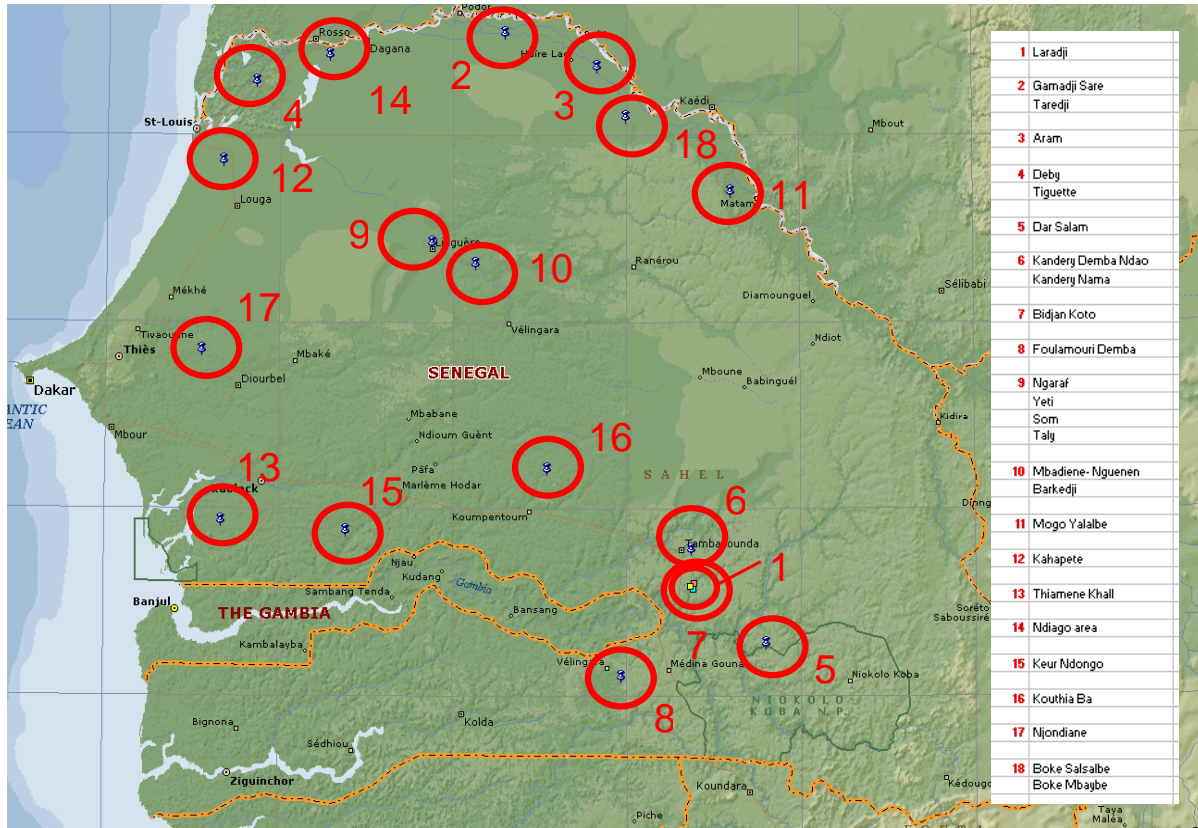 Podor
Rosso
Dagana
Haïre Lao
2
3
4
14
Kaédi
St-Louis
Mbout
18
12
11
Louga
Matam
9
Linguère
10
Ranérou
Sélibabi
Mékhé
Diamounguel
17
Tivaouane
Vélingara
Thiès
Mbaké
Ndiot
SENEGAL
Dakar
Diourbel
Mboune
Babinguél
ANTIC
EAN
Mbabane
Kidira
Mbour
Ndioum Guènt
16
13
Pâfa
SAHEL
Marlème Hodar
15
Koumpentoum
6
Tambacounda
Njau
Kudang
1
Gambia
Sambang Tenda
Banjul
THE GAMBIA
Bansang
Soréto
Saboussiré
7
Kambalayba
Vélingara
Médina Gouna
5
Niokolo Koba
NIOKOLO
KOBA N.P.
8
Bignona
Kolda
Sédhiou
Ziguinchor
Koundara
Kédougo
Piche
Taya
Maléa
1 Laradji
2 Gamadji Sare
Taredji
3 Aram
4 Deby
Tiguette
5 Dar Salam
6 Kandery Demba Ndao
Kandery Nama
7 Bidjan Koto
8 Foulamouri Demba
9 Ngaraf
Yeti
Som
Taly
10 Mbadiene- Nguenen
Barkedji
11 Mogo Yalalbe
12 Kahapete
13 Thiamene Khall
14 Ndiago area
15 Keur Ndongo
16 Kouthia Ba
17 Njondiane
18 Boke Salsalbe
Boke Mbaybe